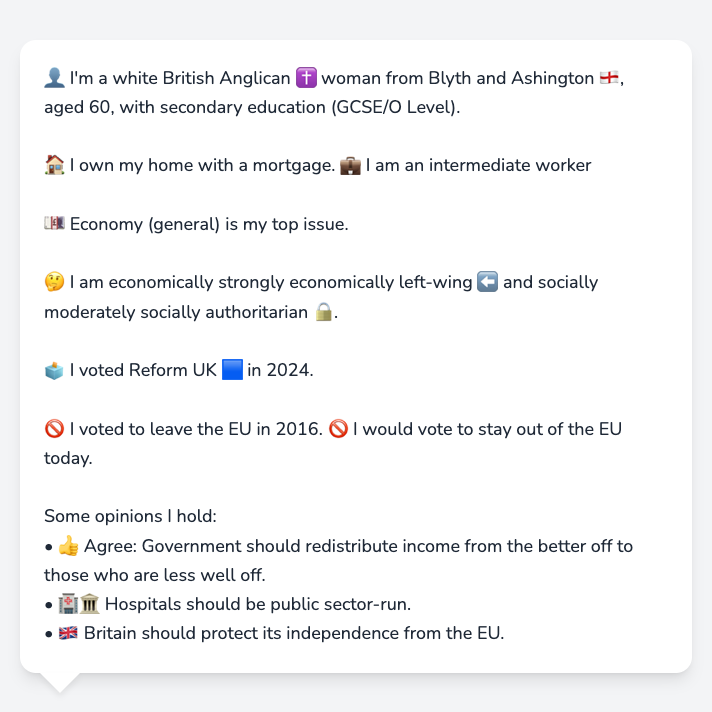 👤 I'm a white British Anglican ✝️ woman from Blyth and Ashington 🏴󠁧󠁢󠁥󠁮󠁧󠁿,
aged 60, with secondary education (GCSE/O Level).
🏠 I own my home with a mortgage. 💼 I am an intermediate worker
💷 Economy (general) is my top issue.
🤔 I am economically strongly economically left-wing ⬅️ and socially
moderately socially authoritarian 🔒.
🗳️ I voted Reform UK 🟦 in 2024.
🚫 I voted to leave the EU in 2016. 🚫 I would vote to stay out of the EU
today.
Some opinions I hold:
• 👍 Agree: Government should redistribute income from the better off to
those who are less well off.
• 🏥🏛️ Hospitals should be public sector-run.
• 🇬🇧 Britain should protect its independence from the EU.